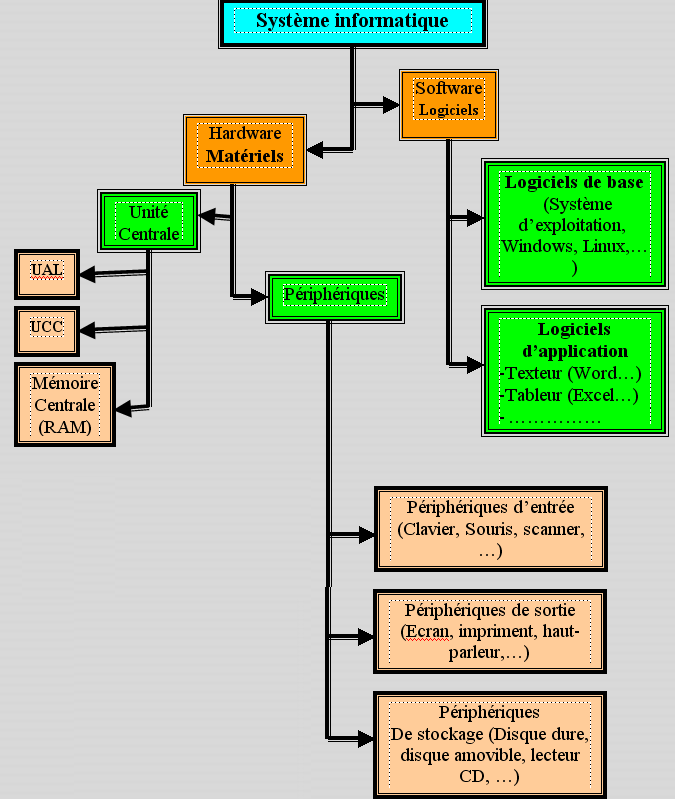 Système informatique
Software
Logiciels
Hardware
Matériels
Logiciels de base
(Système
d'exploitation,
Windows, Linux,…
)
Unité
Centrale
UAL
Périphériques
UCC
Logiciels
d'application
-Texteur (Word…)
-Tableur (Excel…)
- ……………
Mémoire
Centrale
(RAM)
Périphériques d'entrée
(Clavier, Souris, scanner,
…)
Périphériques de sortie
(Ecran, impriment, haut-
parleur,…)
Périphériques
De stockage (Disque dure,
disque amovible, lecteur
CD, …)